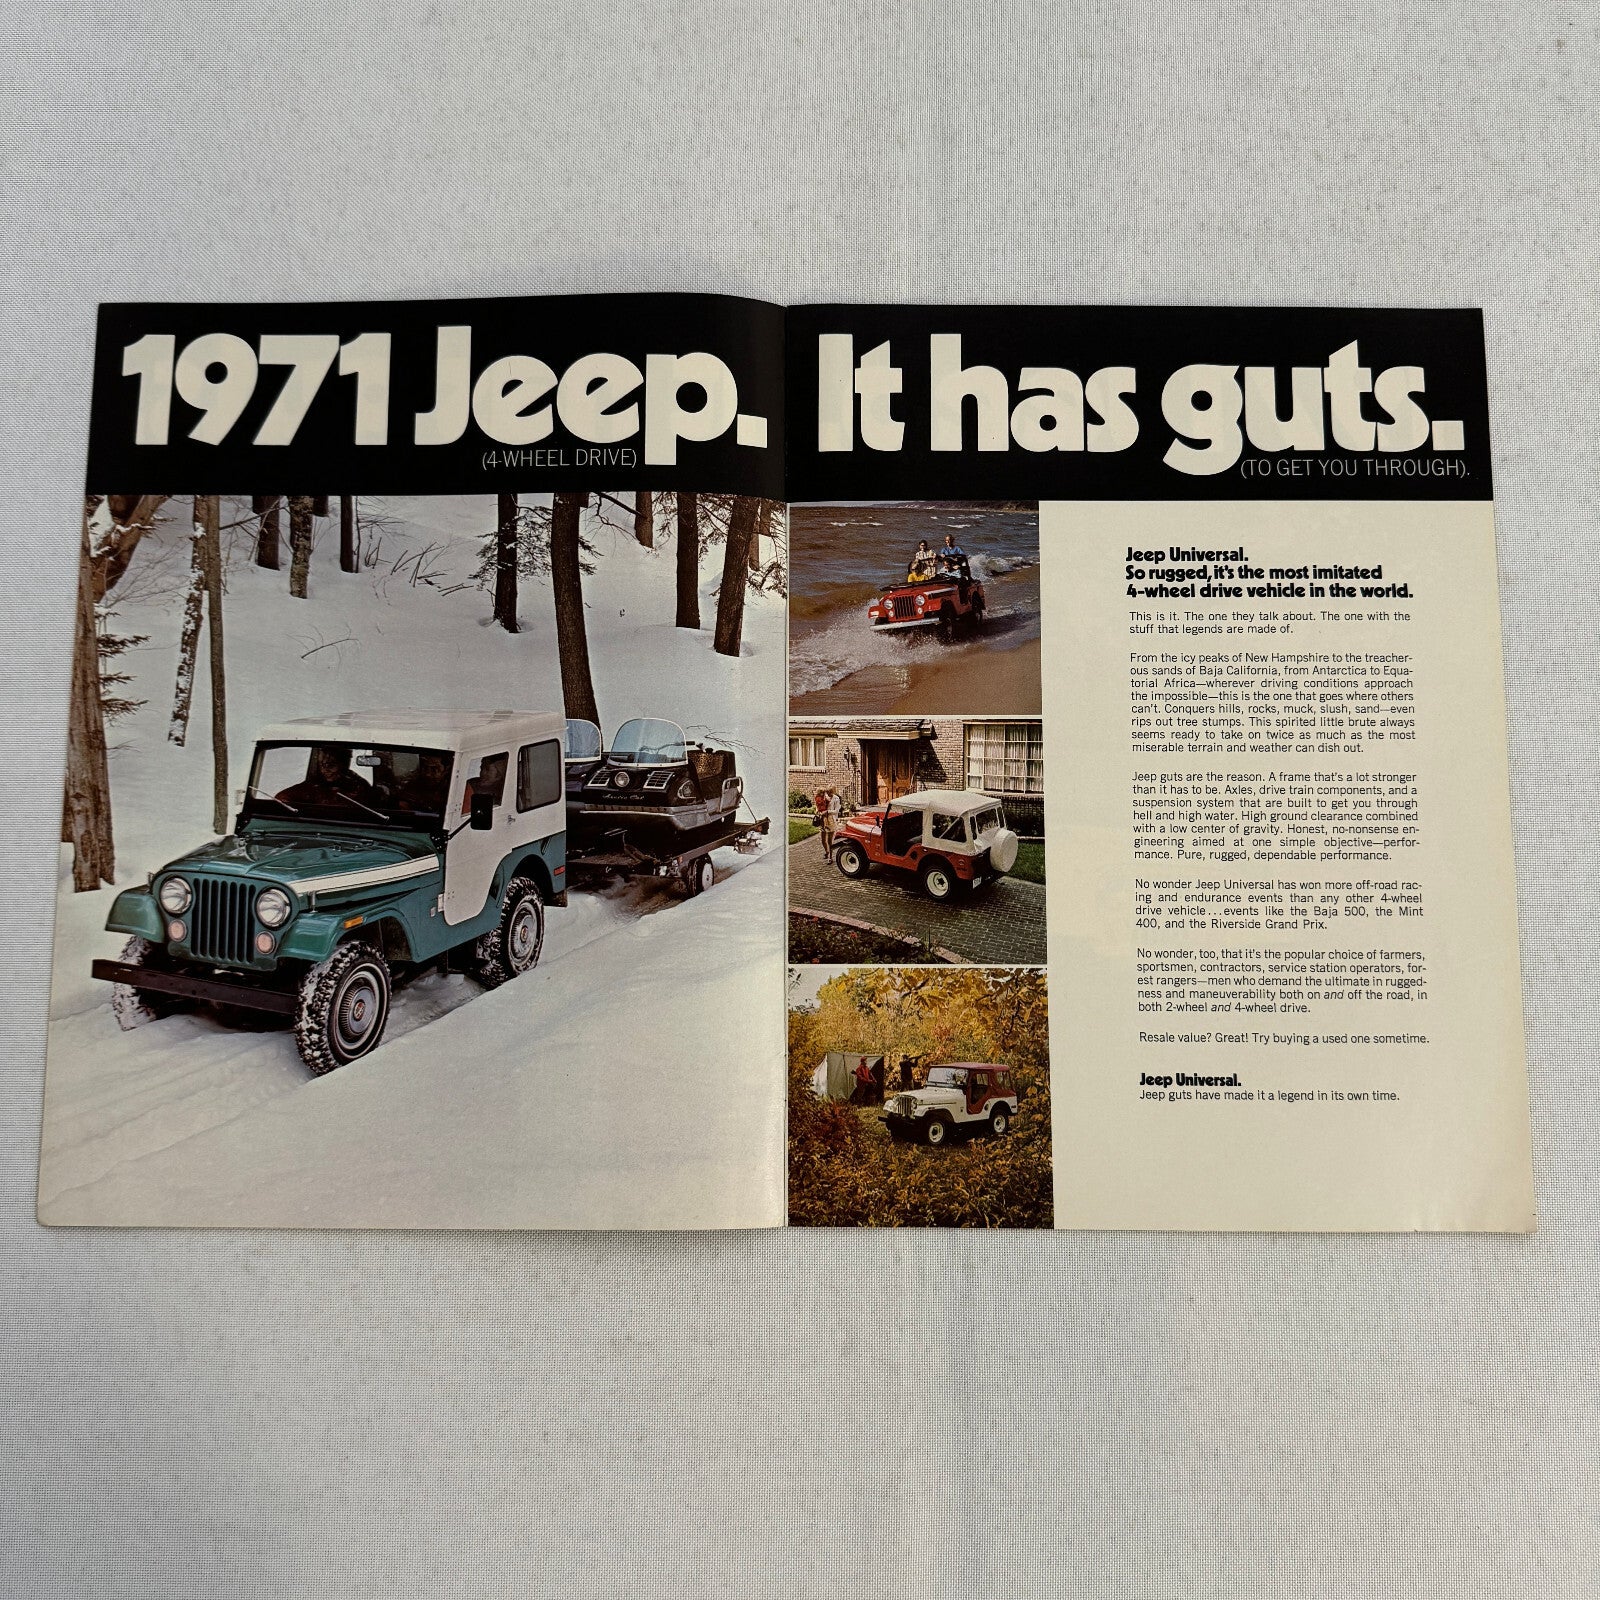 1971 Jeep.
(4-WHEEL DRIVE)
It has guts.
(TO GET YOU THROUGH).
Arctic Cat
Jeep Universal.
So rugged, it's the most imitated
4-wheel drive vehicle in the world.
This is it. The one they talk about. The one with the
stuff that legends are made of.
From the icy peaks of New Hampshire to the treacher-
ous sands of Baja California, from Antarctica to Equa-
torial Africa—wherever driving conditions approach
the impossible—this is the one that goes where others
can't. Conquers hills, rocks, muck, slush, sand—even
rips out tree stumps. This spirited little brute always
seems ready to take on twice as much as the most
miserable terrain and weather can dish out.
Jeep guts are the reason. A frame that's a lot stronger
than it has to be. Axles, drive train components, and a
suspension system that are built to get you through
hell and high water. High ground clearance combined
with a low center of gravity. Honest, no-nonsense en-
gineering aimed at one simple objective—perfor-
mance. Pure, rugged, dependable performance.
No wonder Jeep Universal has won more off-road rac-
ing and endurance events than any other 4-wheel
drive vehicle...events like the Baja 500, the Mint
400, and the Riverside Grand Prix.
No wonder, too, that it's the popular choice of farmers,
sportsmen, contractors, service station operators, for-
est rangers—men who demand the ultimate in rugged-
ness and maneuverability both on and off the road, in
both 2-wheel and 4-wheel drive.
Resale value? Great! Try buying a used one sometime.
Jeep Universal.
Jeep guts have made it a legend in its own time.